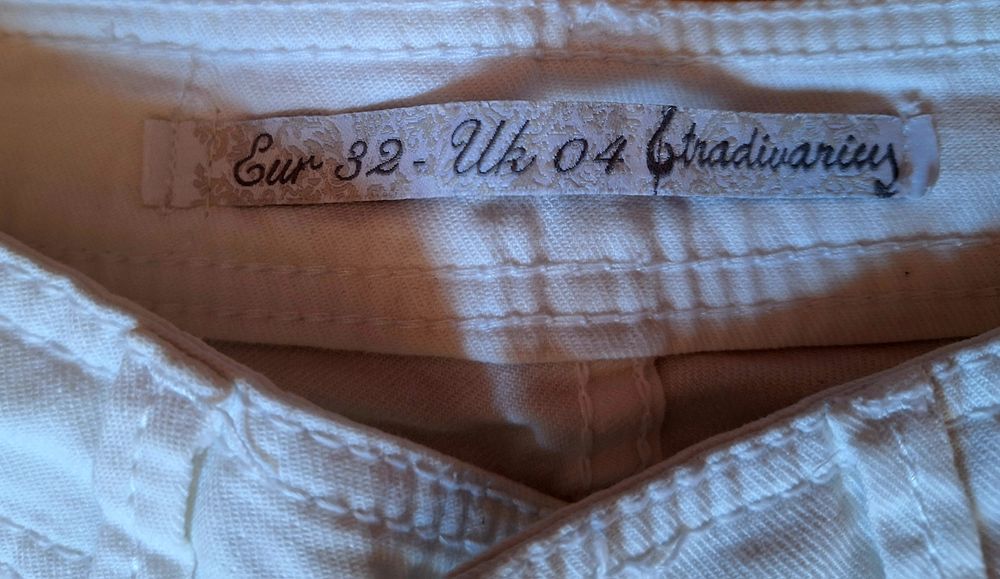 Eur 32 - Uk 04 Stradivarius